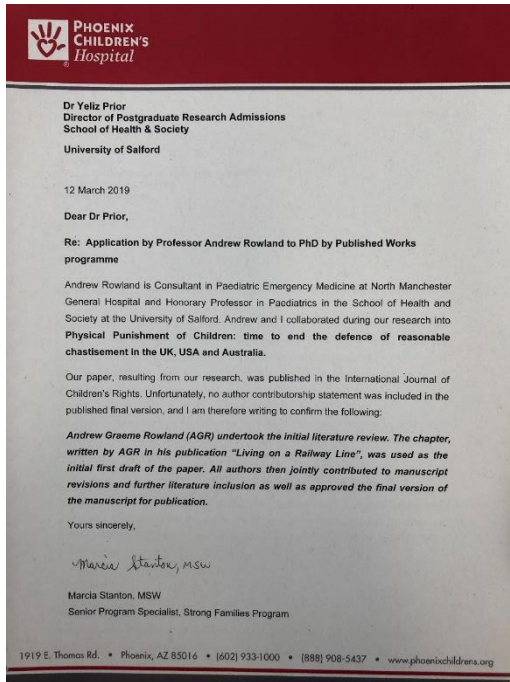 PHOENIX
CHILDREN'S
Hospital
®
Dr Yeliz Prior
Director of Postgraduate Research Admissions
School of Health & Society
University of Salford
12 March 2019
Dear Dr Prior,
Re: Application by Professor Andrew Rowland to PhD by Published Works
programme
Andrew Rowland is Consultant in Paediatric Emergency Medicine at North Manchester
General Hospital and Honorary Professor in Paediatrics in the School of Health and
Society at the University of Salford. Andrew and I collaborated during our research into
Physical Punishment of Children: time to end the defence of reasonable
chastisement in the UK, USA and Australia.
Our paper, resulting from our research, was published in the International Journal of
Children's Rights. Unfortunately, no author contributorship statement was included in the
published final version, and I am therefore writing to confirm the following:
Andrew Graeme Rowland (AGR) undertook the initial literature review. The chapter,
written by AGR in his publication “Living on a Railway Line”, was used as the
initial first draft of the paper. All authors then jointly contributed to manuscript
revisions and further literature inclusion as well as approved the final version of
the manuscript for publication.
Yours sincerely,
Marcia Stanton, MSW
Marcia Stanton, MSW
Senior Program Specialist, Strong Families Program
1919 E. Thomas Rd. • Phoenix, AZ 85016 • (602) 933-1000 • (888) 908-5437 • www.phoenixchildrens.org